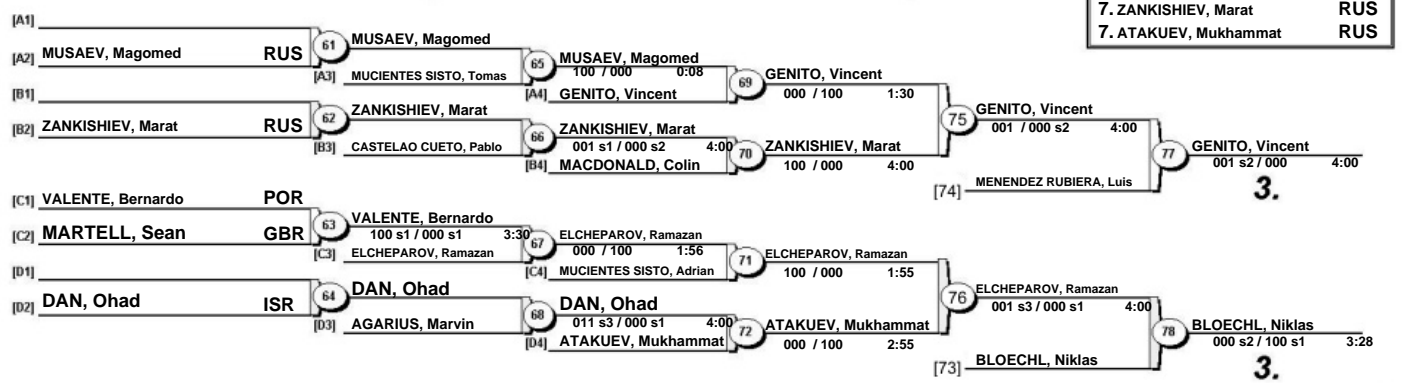 7. ZANKISHIEV, Marat RUS
7. ATAKUEV, Mukhammat RUS
[A1]
[A2] MUSAEV, Magomed RUS
61
MUSAEV, Magomed
[A3] MUCIENTES SISTO, Tomas
65
MUSAEV, Magomed
100 / 000 0:08
[A4] GENITO, Vincent
69
GENITO, Vincent
000 / 100 1:30
[B1]
[B2] ZANKISHIEV, Marat RUS
62
ZANKISHIEV, Marat
[B3] CASTELAO CUETO, Pablo
66
ZANKISHIEV, Marat
001 s1 / 000 s2 4:00
[B4] MACDONALD, Colin
70
ZANKISHIEV, Marat
100 / 000 4:00
75
GENITO, Vincent
001 / 000 s2 4:00
[74] MENENDEZ RUBIERA, Luis
77
GENITO, Vincent
001 s2 / 000 4:00
3.
[C1] VALENTE, Bernardo POR
[C2] MARTELL, Sean GBR
63
VALENTE, Bernardo
100 s1 / 000 s1 3:30
[C3] ELCHEPAROV, Ramazan
67
ELCHEPAROV, Ramazan
000 / 100 1:56
[C4] MUCIENTES SISTO, Adrian
71
ELCHEPAROV, Ramazan
100 / 000 1:55
[D1]
[D2] DAN, Ohad ISR
64
DAN, Ohad
[D3] AGARIUS, Marvin
68
DAN, Ohad
011 s3 / 000 s1 4:00
[D4] ATAKUEV, Mukhammat
72
ATAKUEV, Mukhammat
000 / 100 2:55
76
ELCHEPAROV, Ramazan
001 s3 / 000 s1 4:00
[73] BLOECHL, Niklas
78
BLOECHL, Niklas
000 s2 / 100 s1 3:28
3.